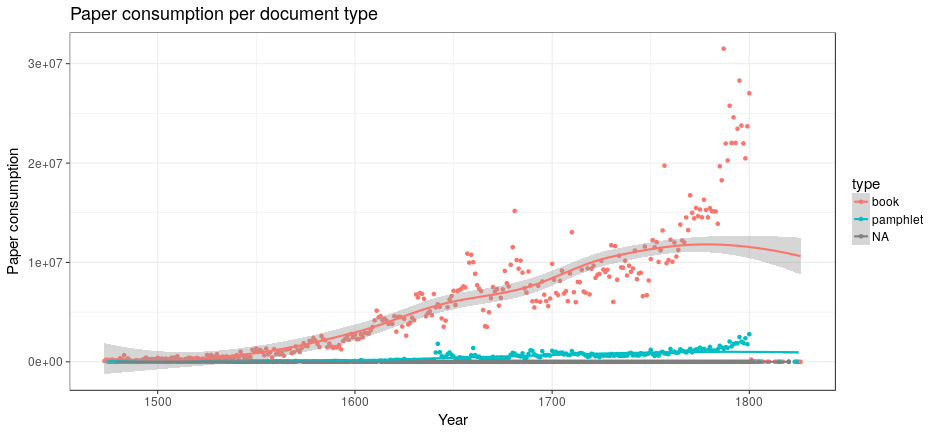 Paper consumption per document type
3e+07
2e+07
1e+07
0e+00
Paper consumption
1500
1600
1700
1800
Year
type
book
pamphlet
NA